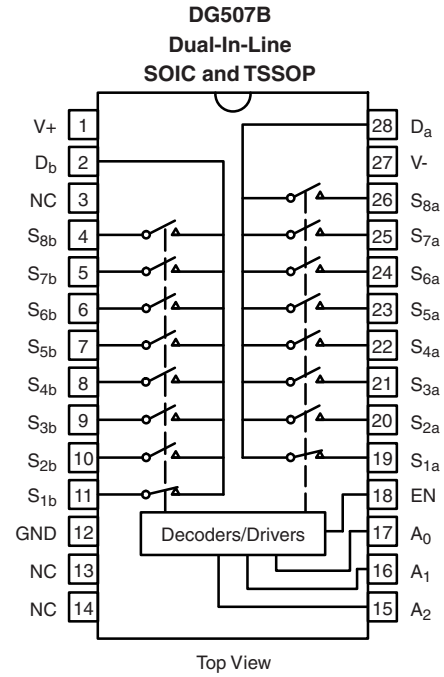 DG507B
Dual-In-Line
SOIC and TSSOP
V+ 1 28 Da
Db 2 27 V-
NC 3 26 S8a
S8b 4 25 S7a
S7b 5 24 S6a
S6b 6 23 S5a
S5b 7 22 S4a
S4b 8 21 S3a
S3b 9 20 S2a
S2b 10 19 S1a
S1b 11 18 EN
GND 12 Decoders/Drivers 17 A0
NC 13 16 A1
NC 14 15 A2
Top View